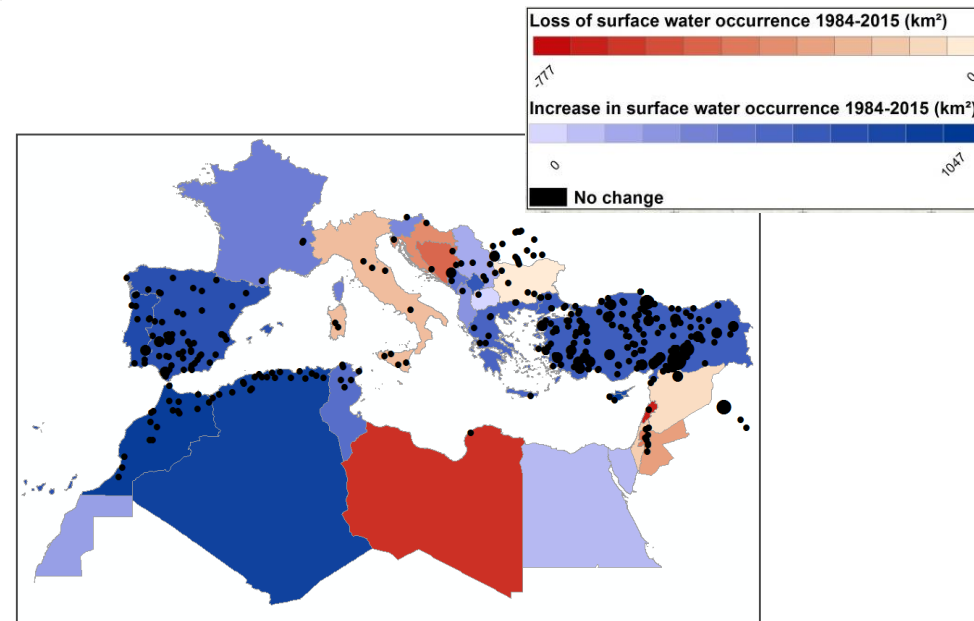 Loss of surface water occurrence 1984-2015 (km²)
-777
0
Increase in surface water occurrence 1984-2015 (km²)
0
1047
No change